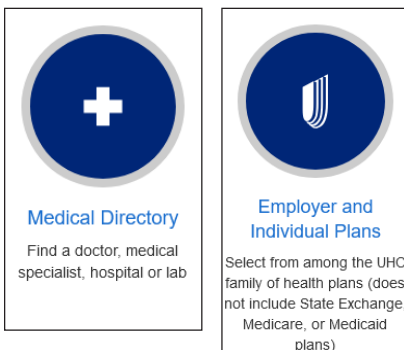 Medical Directory
Find a doctor, medical
specialist, hospital or lab
Employer and
Individual Plans
Select from among the UHC
family of health plans (does
not include State Exchange,
Medicare, or Medicaid
plans)